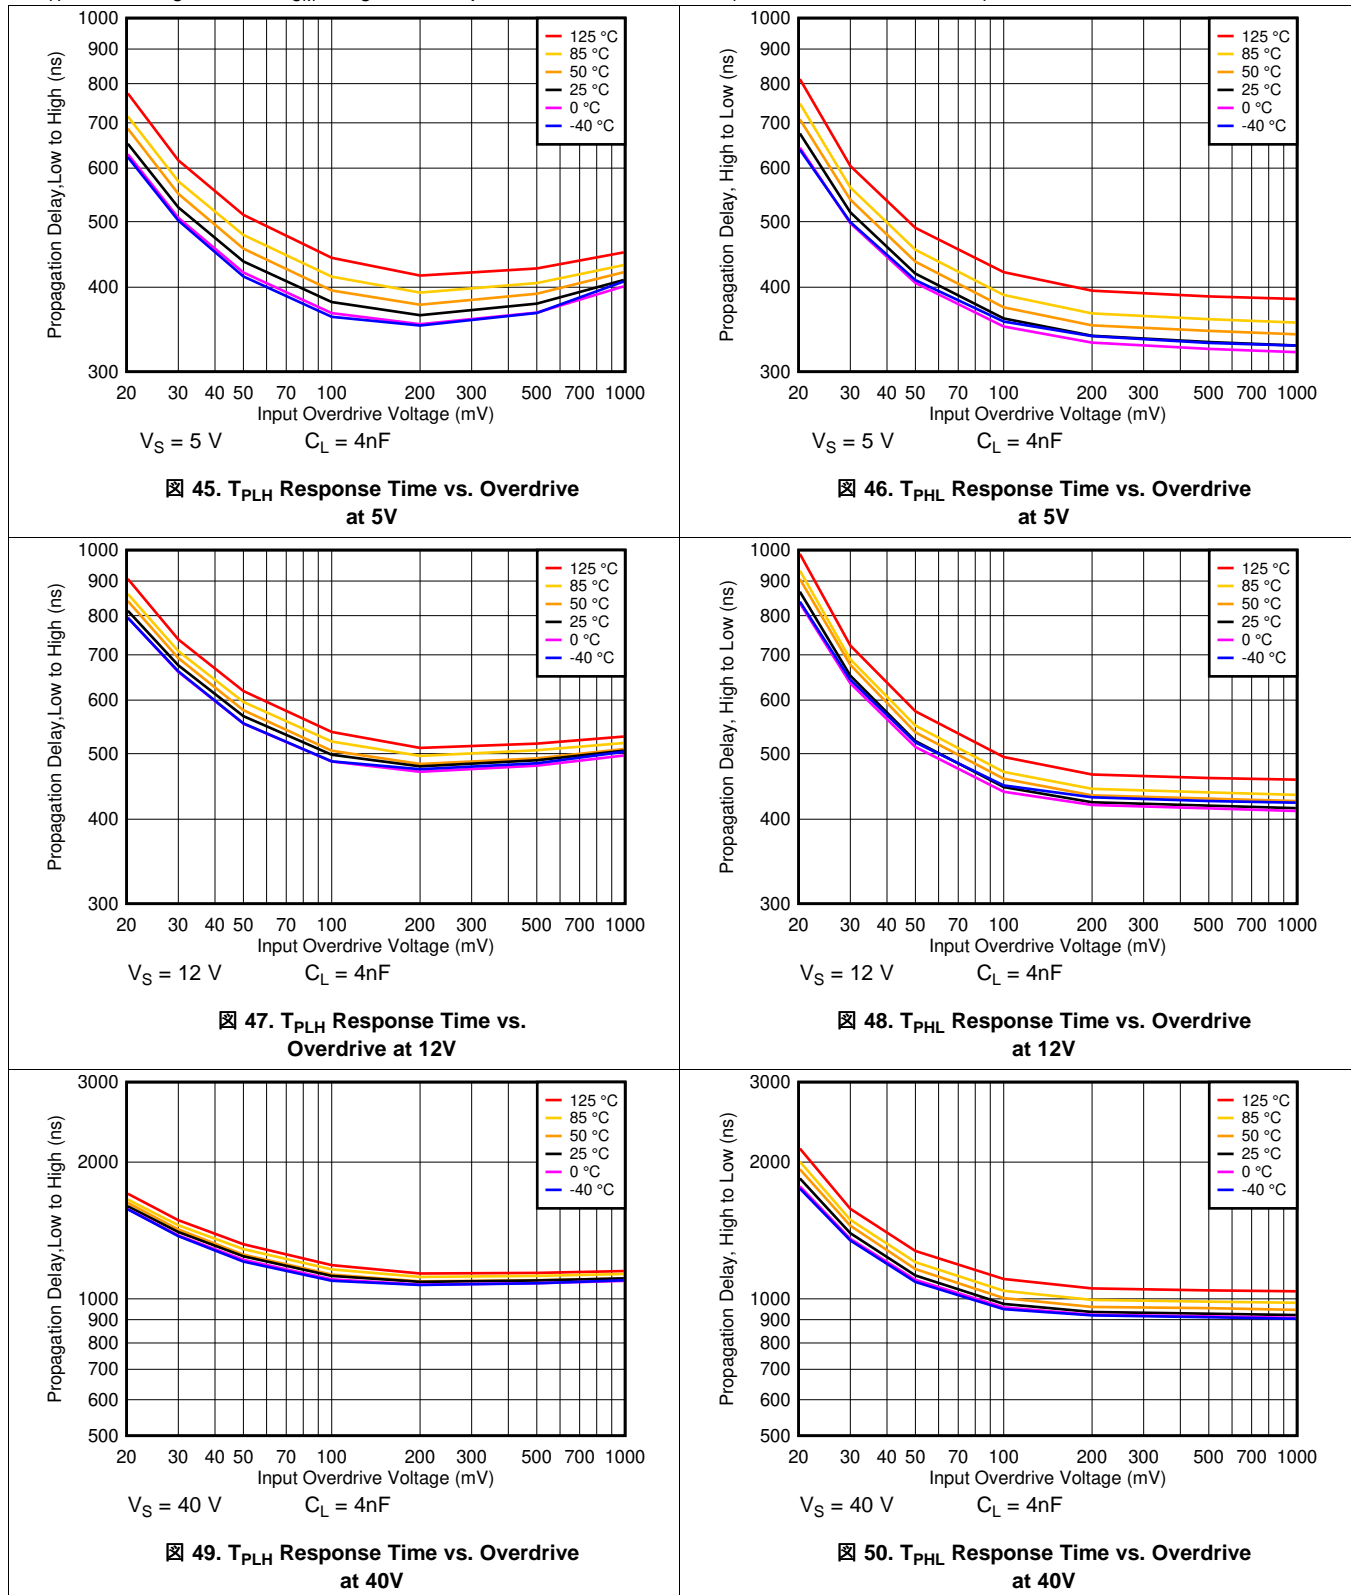 1000
900
800
700
600
500
400
300
Propagation Delay,Low to High (ns)
125 °C
85 °C
50 °C
25 °C
0 °C
-40 °C
20 30 50 70 100 200 300 500 700 1000
Input Overdrive Voltage (mV)
VS = 5 V CL = 4nF
図 45. TPLH Response Time vs. Overdrive
at 5V
1000
900
800
700
600
500
400
300
Propagation Delay, High to Low (ns)
125 °C
85 °C
50 °C
25 °C
0 °C
-40 °C
20 30 50 70 100 200 300 500 700 1000
Input Overdrive Voltage (mV)
VS = 5 V CL = 4nF
図 46. TPHL Response Time vs. Overdrive
at 5V
1000
900
800
700
600
500
400
300
Propagation Delay,Low to High (ns)
125 °C
85 °C
50 °C
25 °C
0 °C
-40 °C
20 30 50 70 100 200 300 500 700 1000
Input Overdrive Voltage (mV)
VS = 12 V CL = 4nF
図 47. TPLH Response Time vs.
Overdrive at 12V
1000
900
800
700
600
500
400
300
Propagation Delay, High to Low (ns)
125 °C
85 °C
50 °C
25 °C
0 °C
-40 °C
20 30 50 70 100 200 300 500 700 1000
Input Overdrive Voltage (mV)
VS = 12 V CL = 4nF
図 48. TPHL Response Time vs. Overdrive
at 12V
3000
2000
1000
900
800
700
600
500
Propagation Delay,Low to High (ns)
125 °C
85 °C
50 °C
25 °C
0 °C
-40 °C
20 30 50 70 100 200 300 500 700 1000
Input Overdrive Voltage (mV)
VS = 40 V CL = 4nF
図 49. TPLH Response Time vs. Overdrive
at 40V
3000
2000
1000
900
800
700
600
500
Propagation Delay, High to Low (ns)
125 °C
85 °C
50 °C
25 °C
0 °C
-40 °C
20 30 50 70 100 200 300 500 700 1000
Input Overdrive Voltage (mV)
VS = 40 V CL = 4nF
図 50. TPHL Response Time vs. Overdrive
at 40V